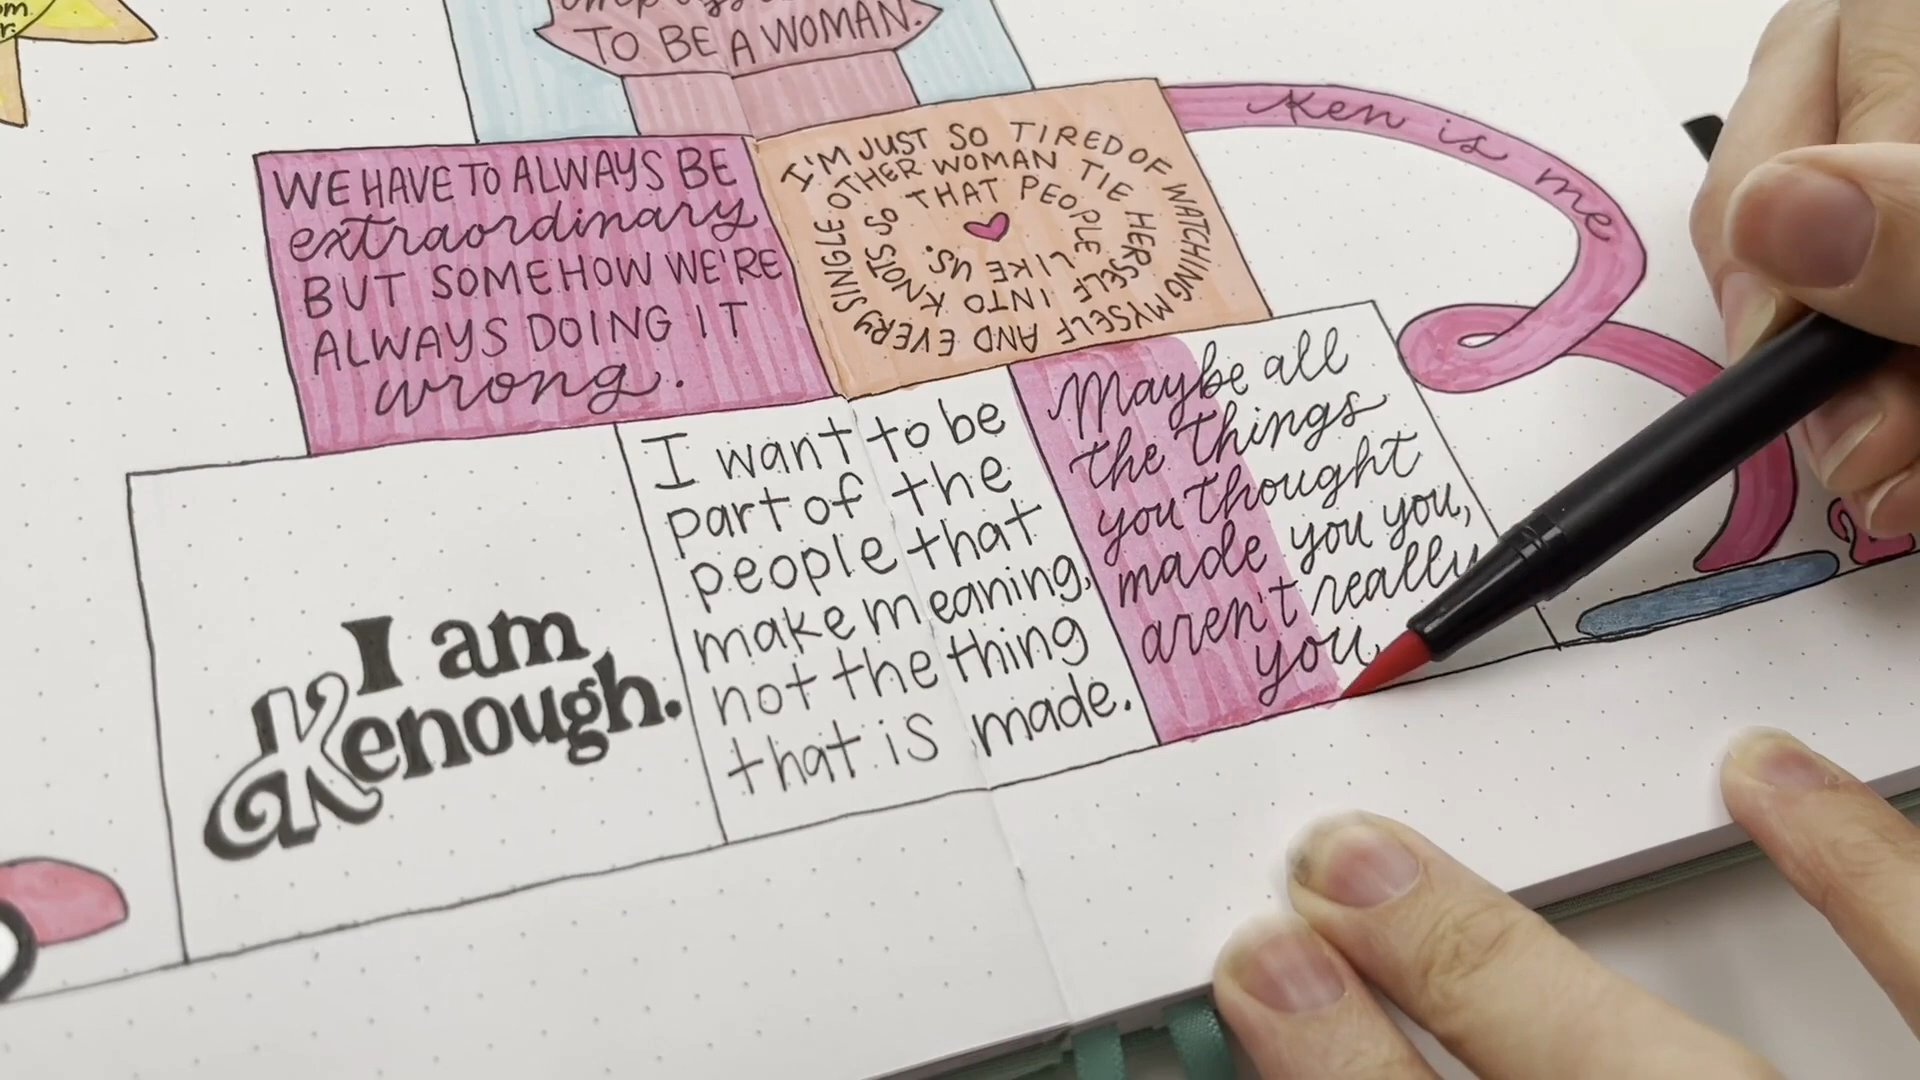 TO BE A WOMAN.
WE HAVE TO ALWAYS BE
extraordinary
BUT SOMEHOW WE'RE
ALWAYS DOING IT
wrong.
I'M JUST SO TIRED OF WATCHING MYSELF AND EVERY SINGLE OTHER WOMAN TIE HERSELF INTO KNOTS SO THAT PEOPLE LIKE US.
Ken is me
I am
Kenough.
I want to be
part of the
people that
make meaning,
not the thing
that is made.
Maybe all
the things
you thought
made you you,
aren't really
you.